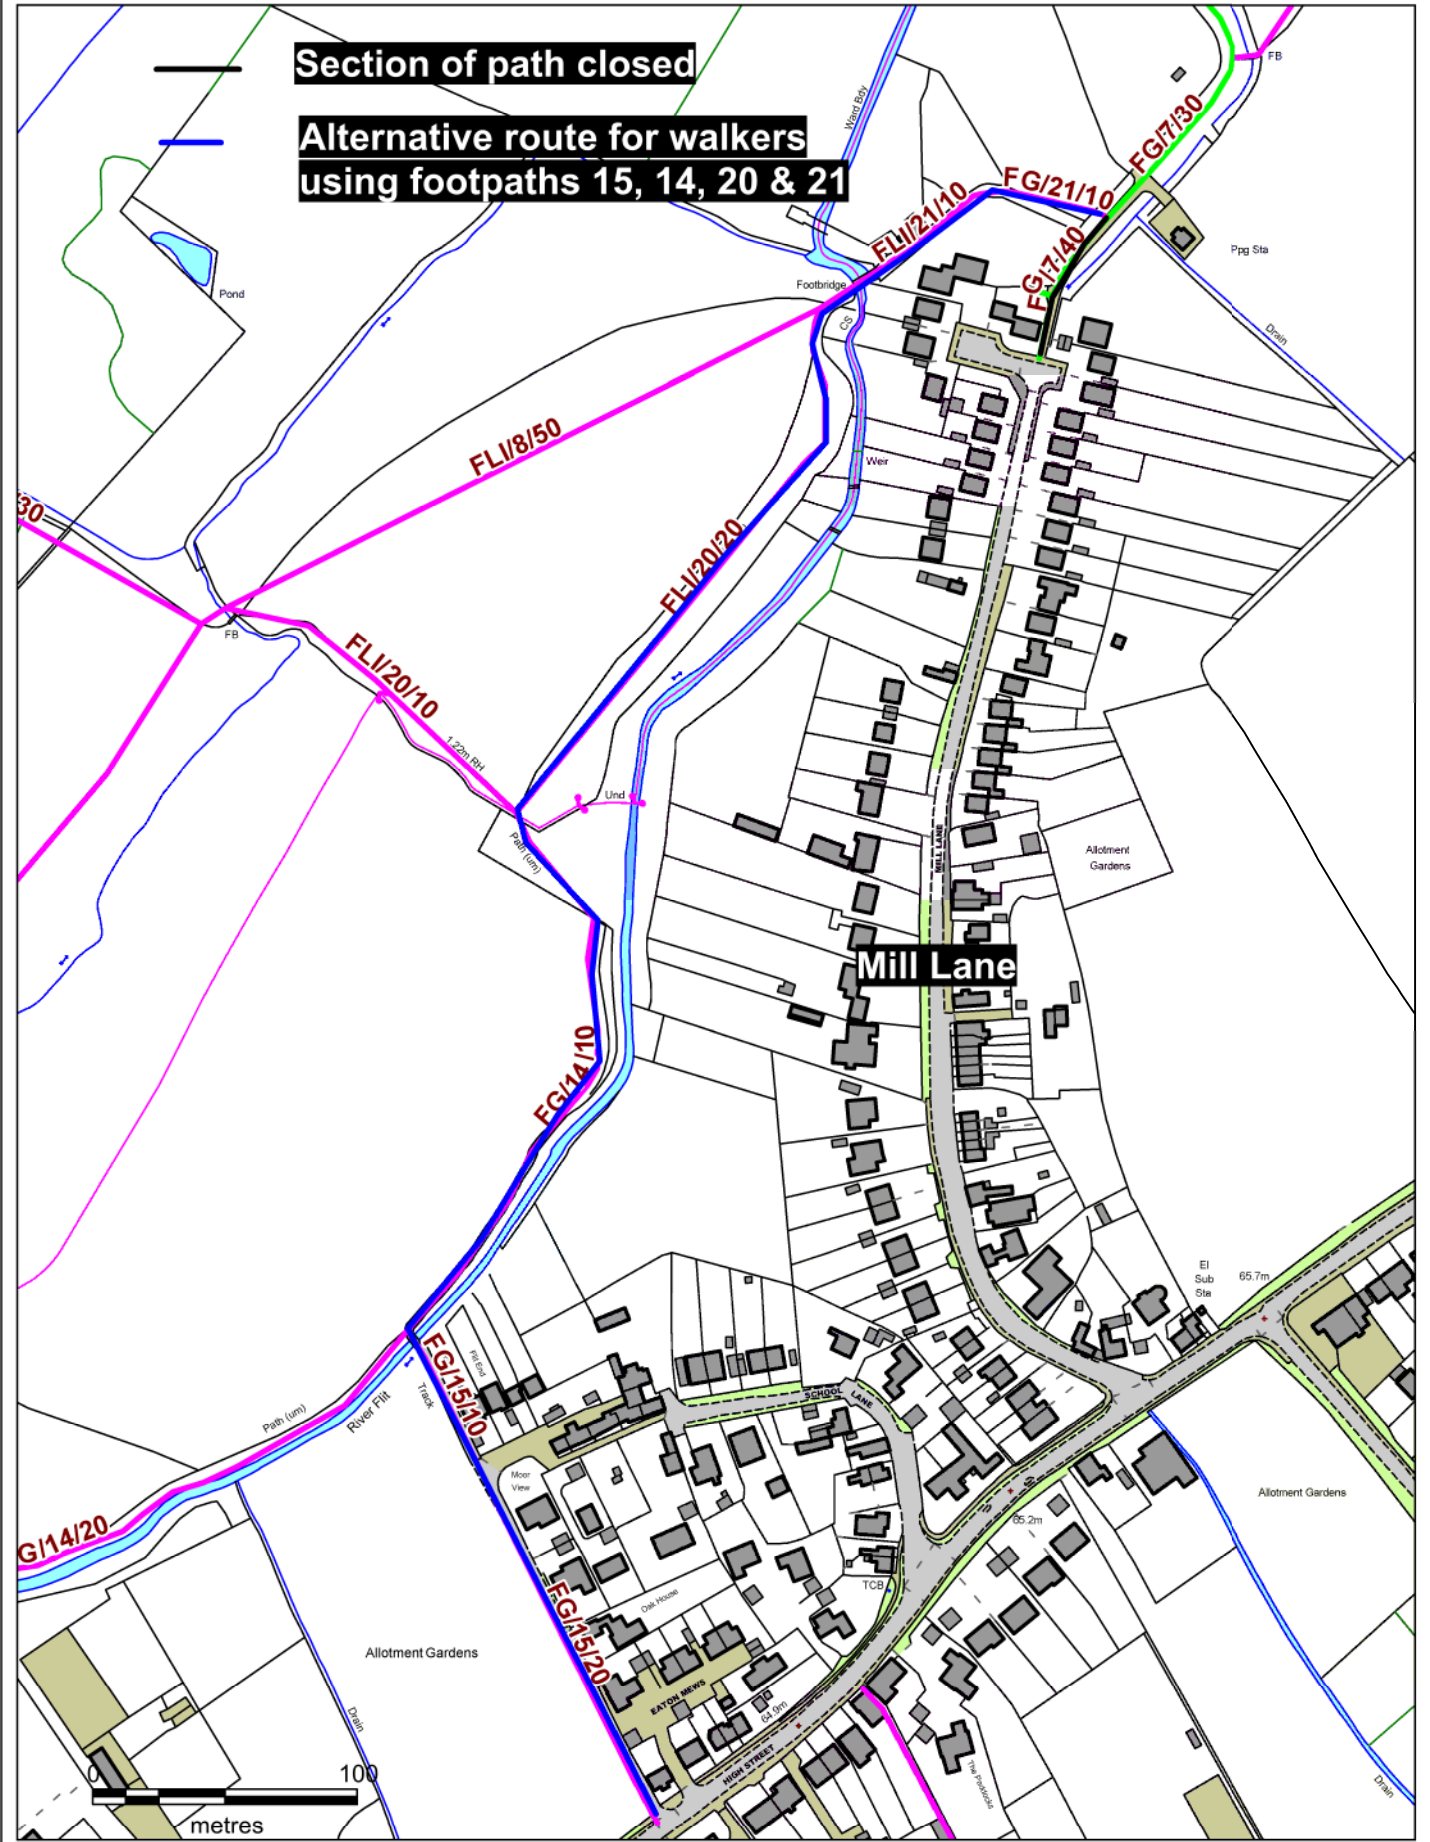 Section of path closed
Alternative route for walkers
using footpaths 15, 14, 20 & 21
Ward Bdy
FB
FG/7/30
FG/21/10
FLI/21/10
FG/7/40
Ppg Sta
Pond
Footbridge
CS
Drain
FLI/8/50
Weir
/30
FLI/20/20
FB
FLI/20/10
1.22m RH
Und
Path (um)
MILL LANE
Allotment
Gardens
Mill Lane
FG/14/10
El
Sub
Sta
65.7m
FG/15/10
Flit End
Track
SCHOOL LANE
Path (um)
River Flit
Moor
View
Allotment Gardens
65.2m
G/14/20
TCB
Oak House
FG/15/20
Allotment Gardens
EATON MEWS
64.9m
Drain
HIGH STREET
The Paddocks
Drain
0 100
metres